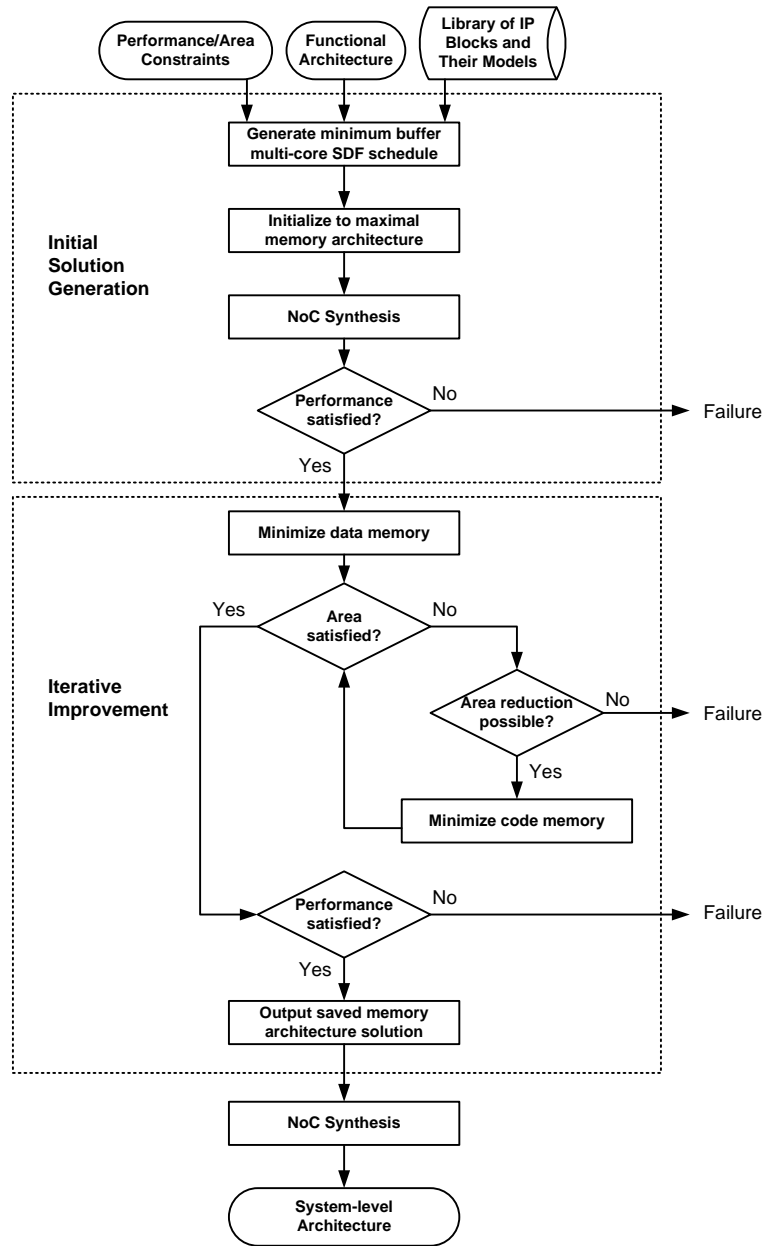 Performance/Area
Constraints
Functional
Architecture
Library of IP
Blocks and
Their Models
Generate minimum buffer
multi-core SDF schedule
Initialize to maximal
memory architecture
Initial
Solution
Generation
NoC Synthesis
Performance
satisfied?
No
Failure
Yes
Minimize data memory
Yes
Area
satisfied?
No
Iterative
Improvement
Area reduction
possible?
No
Failure
Yes
Minimize code memory
Performance
satisfied?
No
Failure
Yes
Output saved memory
architecture solution
NoC Synthesis
System-level
Architecture